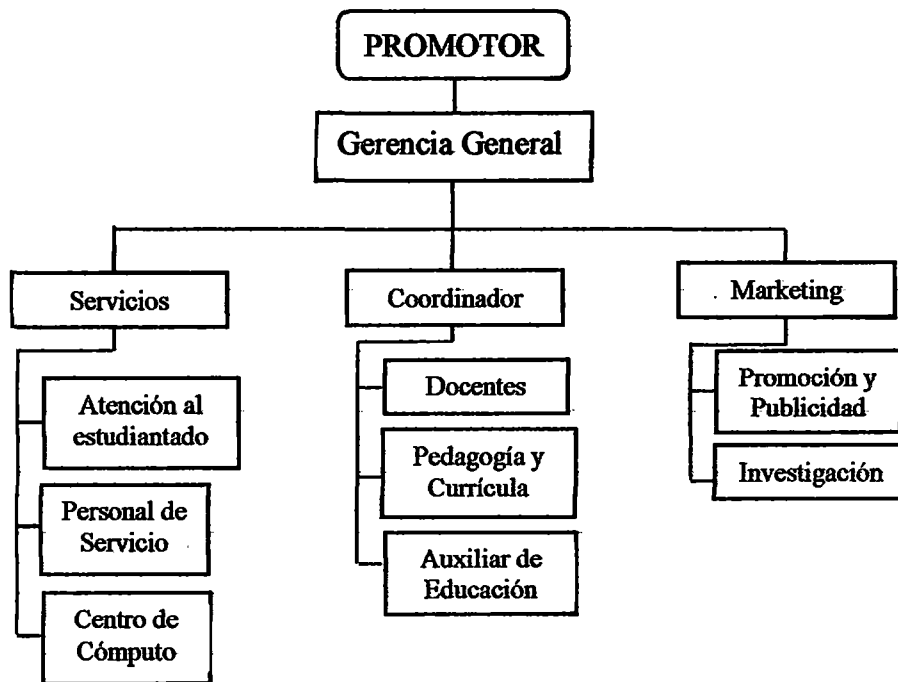 PROMOTOR
Gerencia General
Servicios
Atención al
estudiantado
Personal de
Servicio
Centro de
Cómputo
Coordinador
Docentes
Pedagogía y
Currícula
Auxiliar de
Educación
Marketing
Promoción y
Publicidad
Investigación